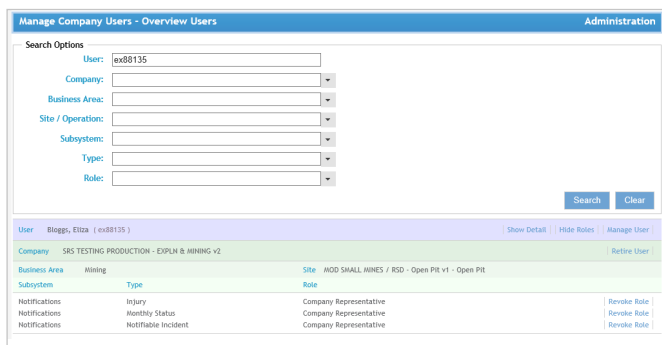 Manage Company Users - Overview Users Administration
Search Options
User: ex88135
Company:
Business Area:
Site / Operation:
Subsystem:
Type:
Role:
Search Clear
User Bloggs, Eliza ( ex88135 ) Show Detail Hide Roles Manage User
Company SRS TESTING PRODUCTION - EXPLN & MINING v2 Retire User
Business Area Mining Site MOD SMALL MINES / RSD - Open Pit v1 - Open Pit
Subsystem Type Role
Notifications Injury Company Representative Revoke Role
Notifications Monthly Status Company Representative Revoke Role
Notifications Notifiable Incident Company Representative Revoke Role